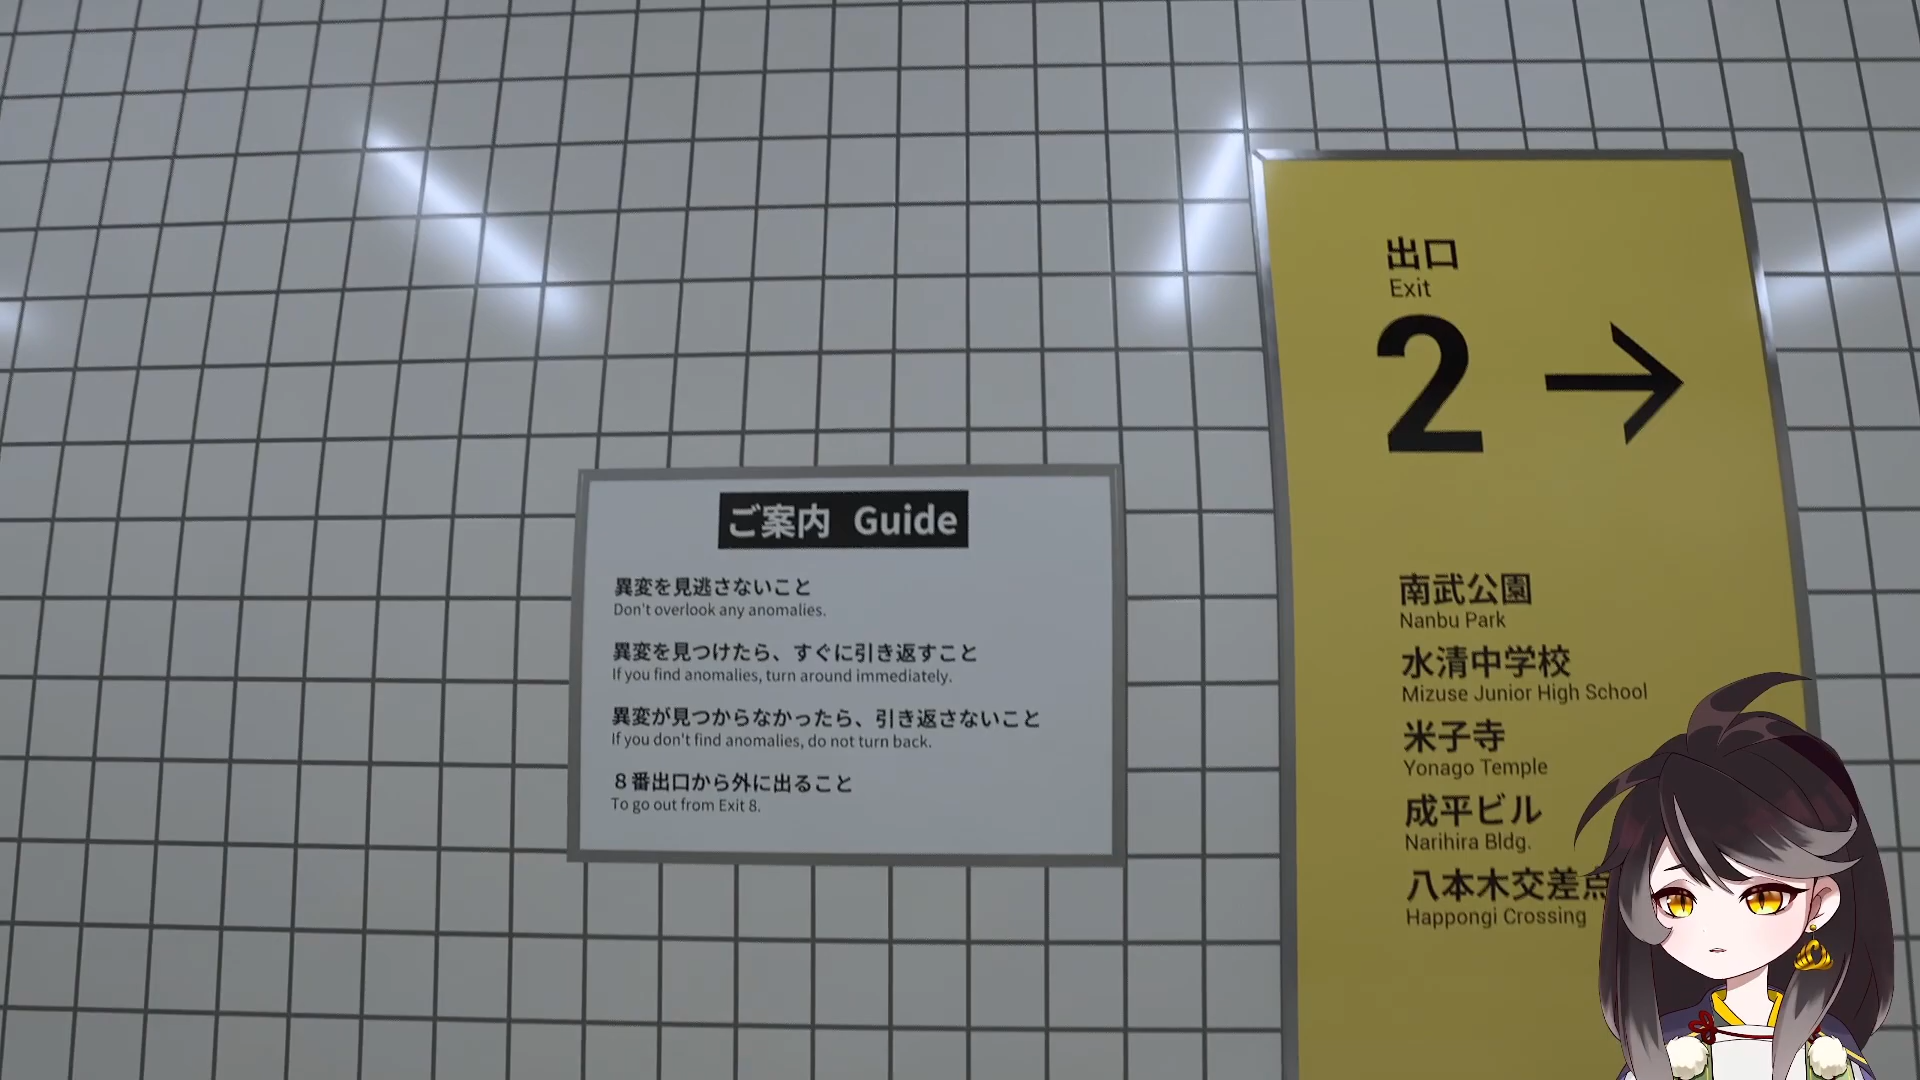 ご案内 Guide
異変を見逃さないこと
Don't overlook any anomalies.
異変を見つけたら、すぐに引き返すこと
If you find anomalies, turn around immediately.
異変が見つからなかったら、引き返さないこと
If you don't find anomalies, do not turn back.
８番出口から外に出ること
To go out from Exit 8.
出口
Exit
2 →
南武公園
Nanbu Park
水清中学校
Mizuse Junior High School
米子寺
Yonago Temple
成平ビル
Narihira Bldg.
八本木交差点
Happongi Crossing